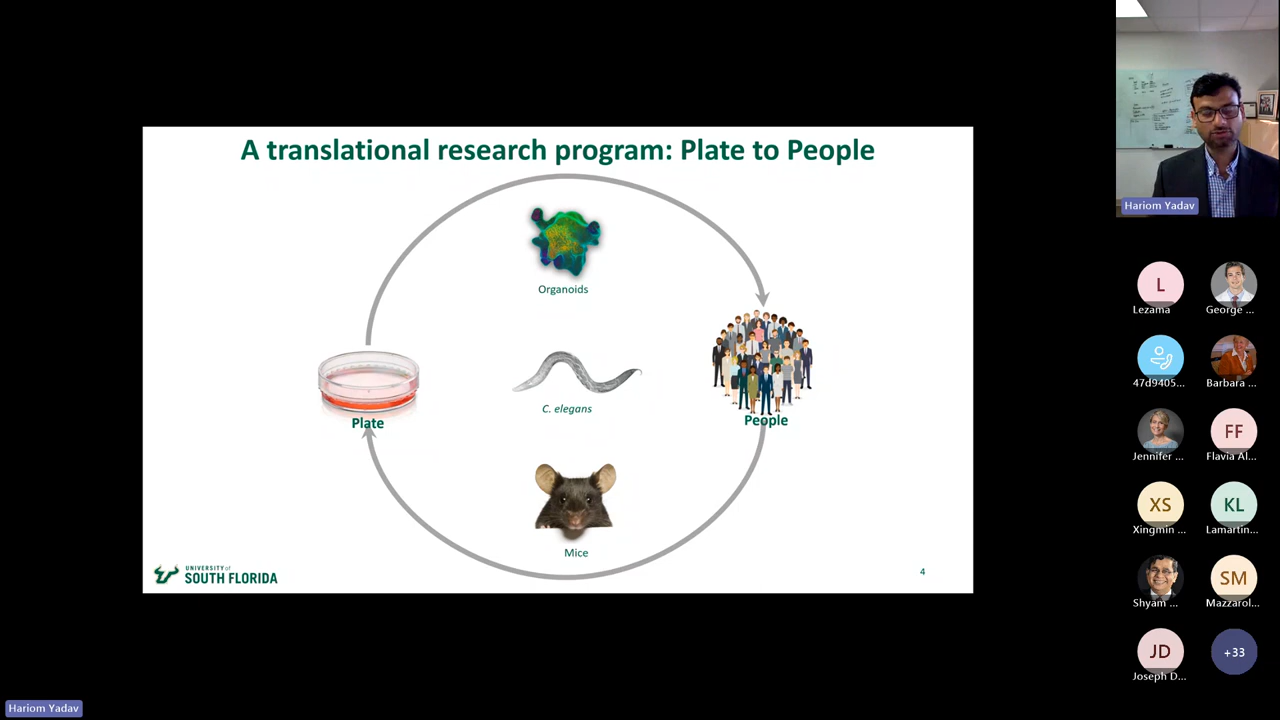 A translational research program: Plate to People
Organoids
Plate
C. elegans
People
Mice
UNIVERSITY of
SOUTH FLORIDA
4
Hariom Yadav
L
Lezama
George ...
47d9405...
Barbara ...
Jennifer ...
FF
Flavia Al...
XS
Xingmin ...
KL
Lamartin...
Shyam ...
SM
Mazzarol...
JD
Joseph D...
+33
Hariom Yadav